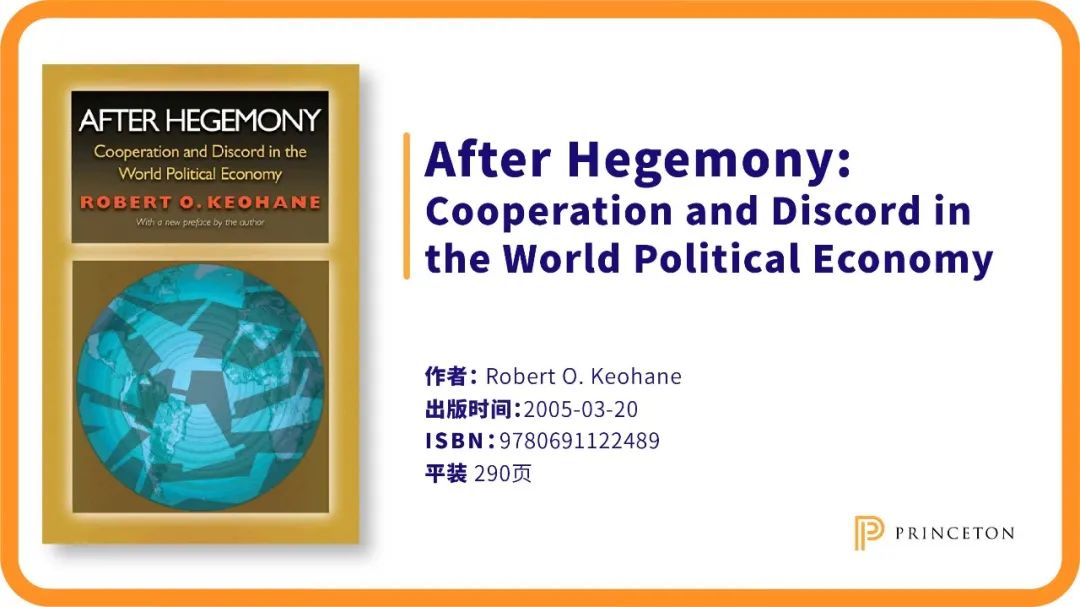 AFTER HEGEMONY
Cooperation and Discord in the
World Political Economy
ROBERT O. KEOHANE
With a new preface by the author
After Hegemony:
Cooperation and Discord in
the World Political Economy
作者：Robert O. Keohane
出版时间：2005-03-20
ISBN：9780691122489
平装 290页
PRINCETON